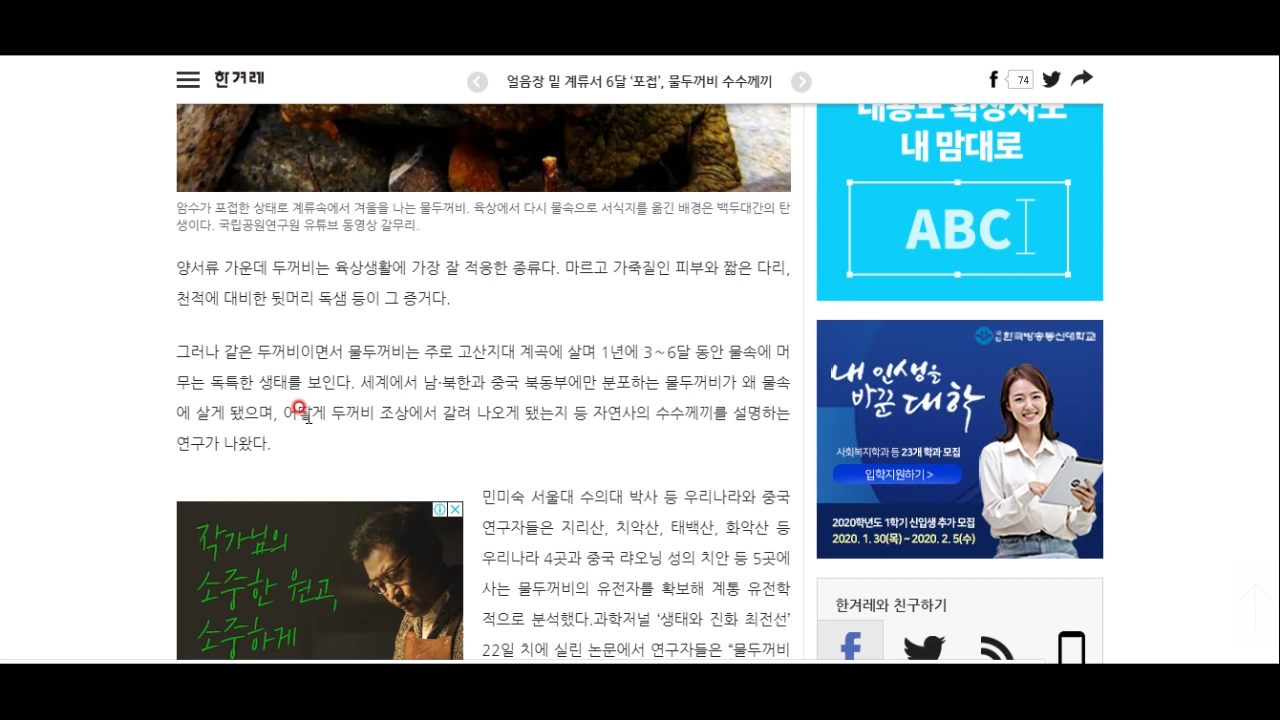 한겨레
얼음장 밑 계류서 6달 ‘포접’, 물두꺼비 수수께끼
74
암수가 포접한 상태로 계류속에서 겨울을 나는 물두꺼비. 육상에서 다시 물속으로 서식지를 옮긴 배경은 백두대간의 탄
생이다. 국립공원연구원 유튜브 동영상 갈무리.
양서류 가운데 두꺼비는 육상생활에 가장 잘 적응한 종류다. 마르고 가죽질인 피부와 짧은 다리,
천적에 대비한 뒷머리 독샘 등이 그 증거다.
그러나 같은 두꺼비이면서 물두꺼비는 주로 고산지대 계곡에 살며 1년에 3∼6달 동안 물속에 머
무는 독특한 생태를 보인다. 세계에서 남·북한과 중국 북동부에만 분포하는 물두꺼비가 왜 물속
에 살게 됐으며, 어떻게 두꺼비 조상에서 갈려 나오게 됐는지 등 자연사의 수수께끼를 설명하는
연구가 나왔다.
민미숙 서울대 수의대 박사 등 우리나라와 중국
연구자들은 지리산, 치악산, 태백산, 화악산 등
우리나라 4곳과 중국 랴오닝 성의 치안 등 5곳에
사는 물두꺼비의 유전자를 확보해 계통 유전학
적으로 분석했다.과학저널 ‘생태와 진화 최전선’
22일 치에 실린 논문에서 연구자들은 “물두꺼비
작가님의
소중한 원고,
소중하게
대용도 확장자도
내 맘대로
ABC
한국방송통신대학교
내 인생을
바꾼 대학
사회복지학과 등 23개 학과 모집
입학지원하기 >
2020학년도 1학기 신입생 추가 모집
2020. 1. 30(목) ~ 2020. 2. 5(수)
한겨레와 친구하기